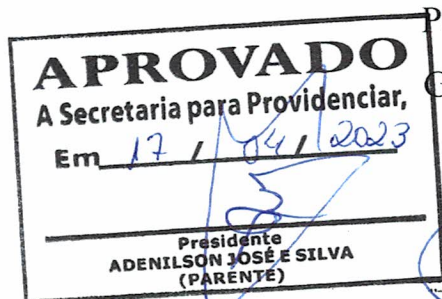 APROVADO
A Secretaria para Providenciar,
Em 17 / 04 / 2023
Presidente
ADENILSON JOSÉ E SILVA
(PARENTE)